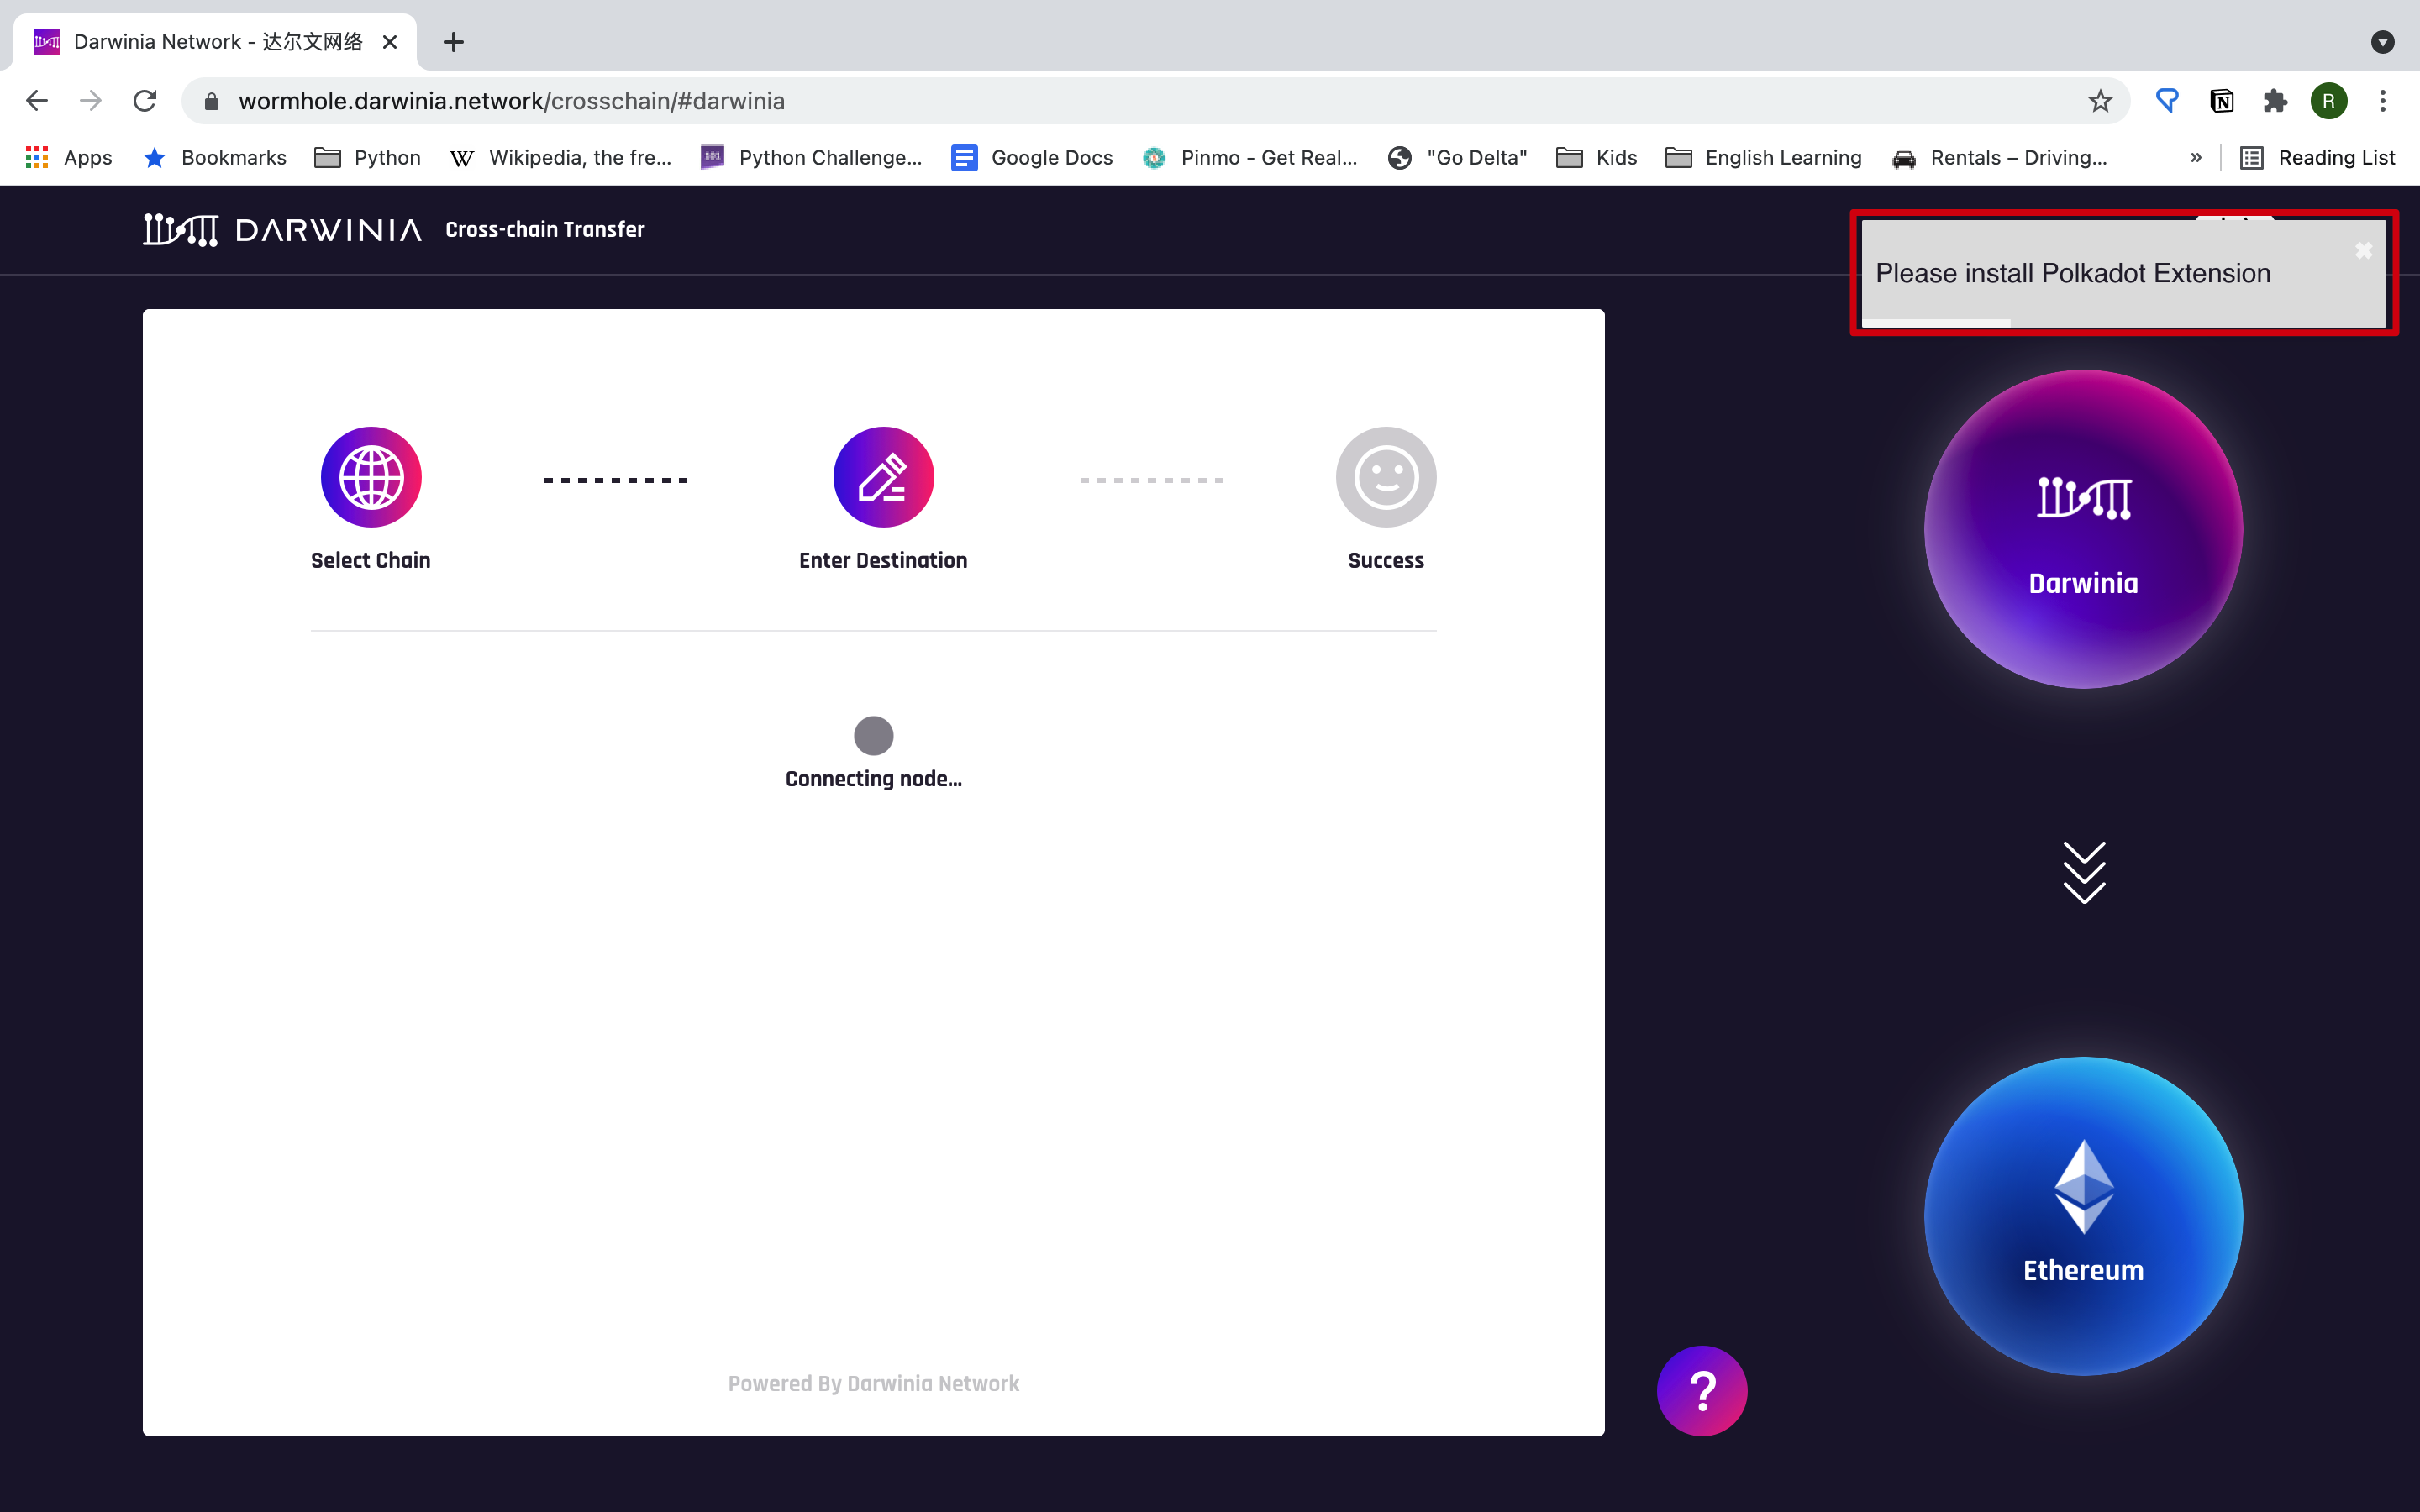 Darwinia Network - 达尔文网络
wormhole.darwinia.network/crosschain/#darwinia
R
Apps
Bookmarks
Python
Wikipedia, the fre...
Python Challenge...
Google Docs
Pinmo - Get Real...
"Go Delta"
Kids
English Learning
Rentals – Driving...
»
Reading List
DARWINIA
Cross-chain Transfer
Please install Polkadot Extension
Select Chain
Enter Destination
Success
Connecting node...
Powered By Darwinia Network
Darwinia
Ethereum
?